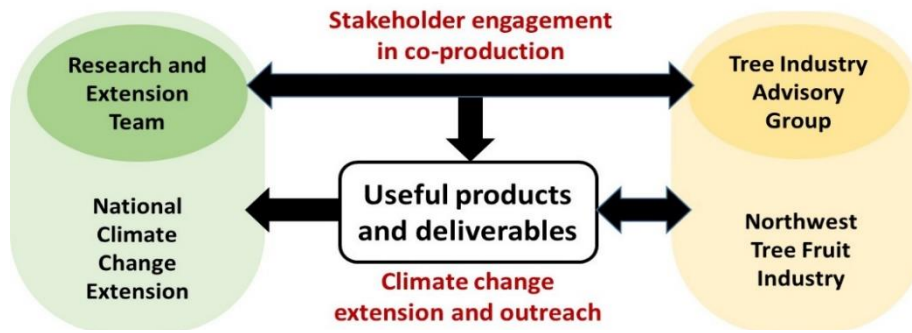 Stakeholder engagement
in co-production
Research and
Extension
Team
Tree Industry
Advisory
Group
Useful products
and deliverables
National
Climate
Change
Extension
Northwest
Tree Fruit
Industry
Climate change
extension and outreach